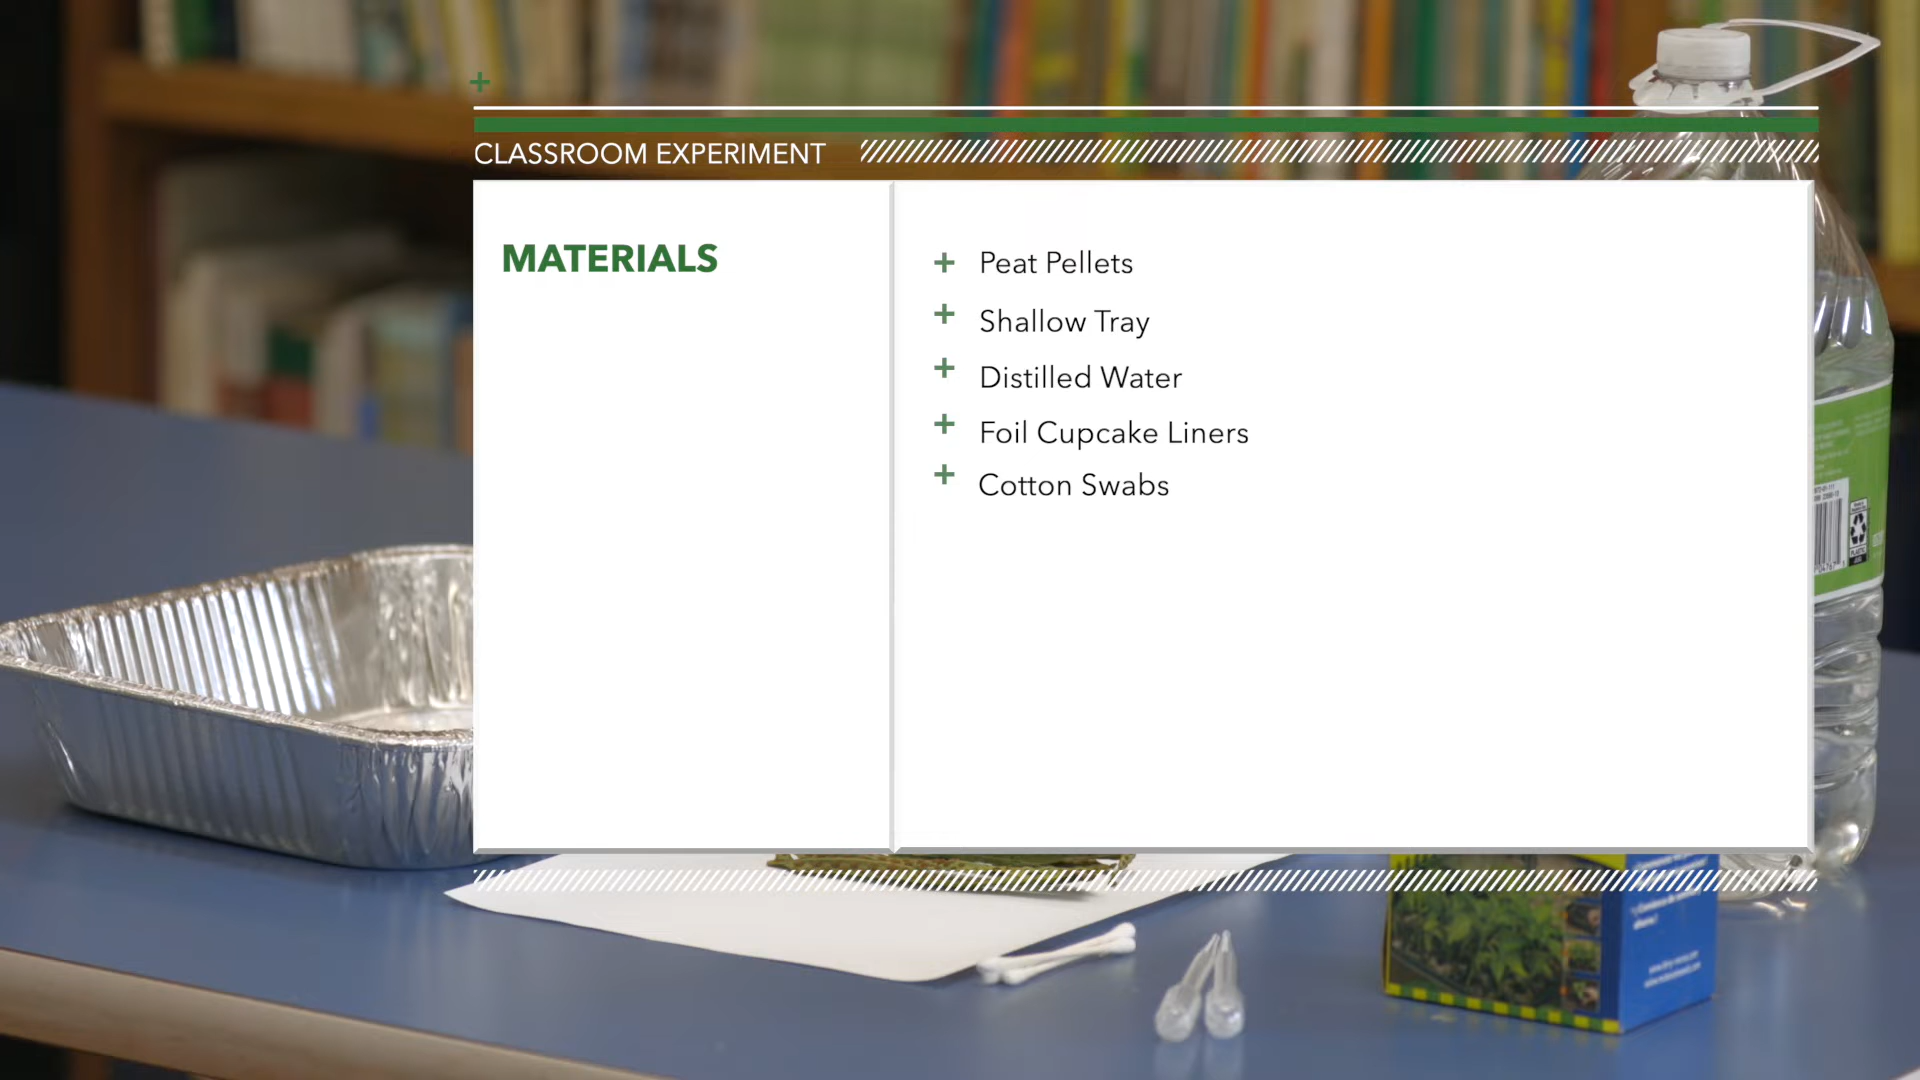 CLASSROOM EXPERIMENT
MATERIALS
+ Peat Pellets
+ Shallow Tray
+ Distilled Water
+ Foil Cupcake Liners
+ Cotton Swabs